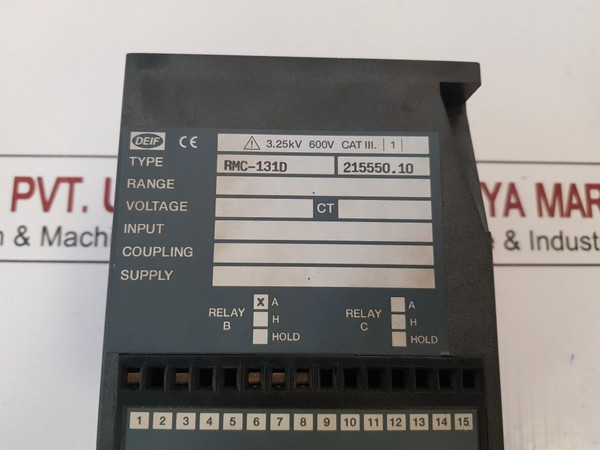 DEIF CE ⚠ 3.25kV 600V CAT III. 1
TYPE RMC-131D 215550.10
RANGE
VOLTAGE CT
INPUT
COUPLING
SUPPLY
RELAY B
X A
H
HOLD
RELAY C
A
H
HOLD
1 2 3 4 5 6 7 8 9 10 11 12 13 14 15
PVT. U
YA MAR
n & Machi
e & Indust